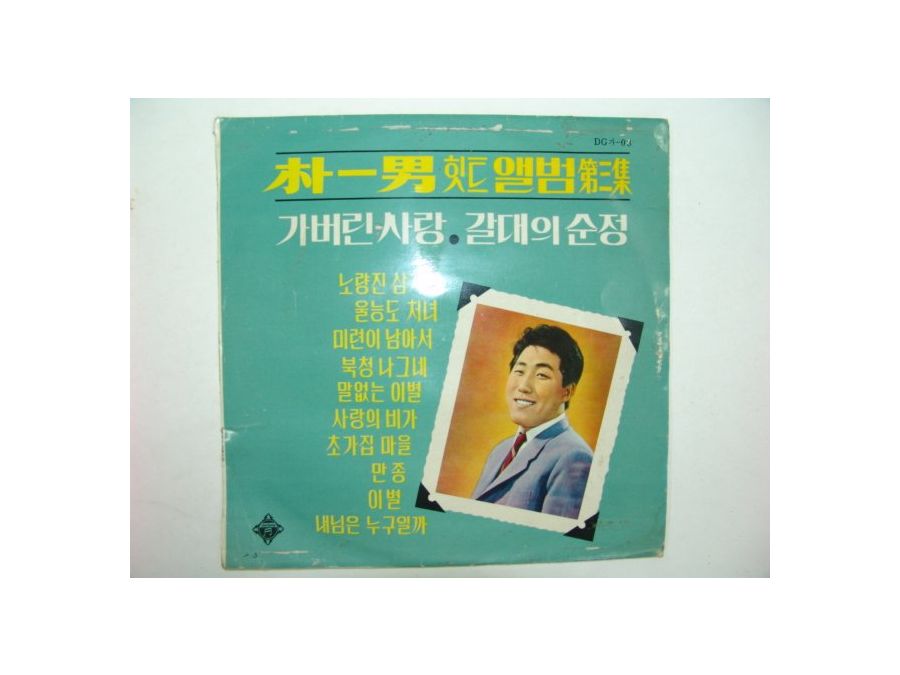 朴一男 힛트 앨범 第三集
가버린 사랑 . 갈대의 순정
노량진
울능도 처녀
미련이 남아서
북청 나그네
말없는 이별
사랑의 비가
초가집 마을
만종
이별
내님은 누구일까